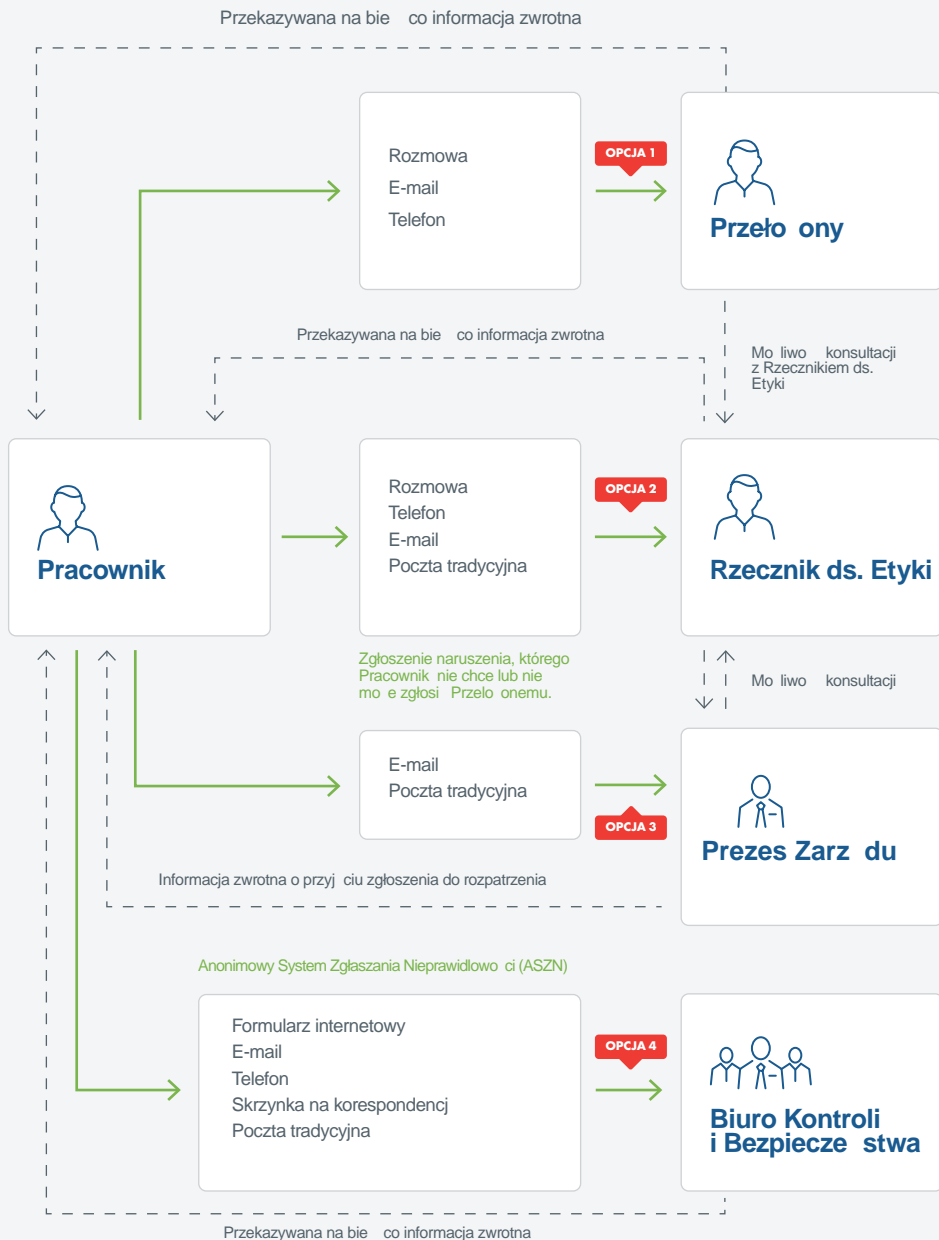 Przekazywana na bie co informacja zwrotna
Rozmowa
E-mail
Telefon
OPCJA 1
Przeło ony
Przekazywana na bie co informacja zwrotna
Mo liwo konsultacji
z Rzecznikiem ds.
Etyki
Pracownik
Rozmowa
Telefon
E-mail
Poczta tradycyjna
OPCJA 2
Rzecznik ds. Etyki
Zgłoszenie naruszenia, którego
Pracownik nie chce lub nie
mo e zgłosi Przelo onemu.
Mo liwo konsultacji
E-mail
Poczta tradycyjna
OPCJA 3
Prezes Zarz du
Informacja zwrotna o przyj ciu zgłoszenia do rozpatrzenia
Anonimowy System Zgłaszania Nieprawidlowo ci (ASZN)
Formularz internetowy
E-mail
Telefon
Skrzynka na korespondencj
Poczta tradycyjna
OPCJA 4
Biuro Kontroli
i Bezpiecze stwa
Przekazywana na bie co informacja zwrotna